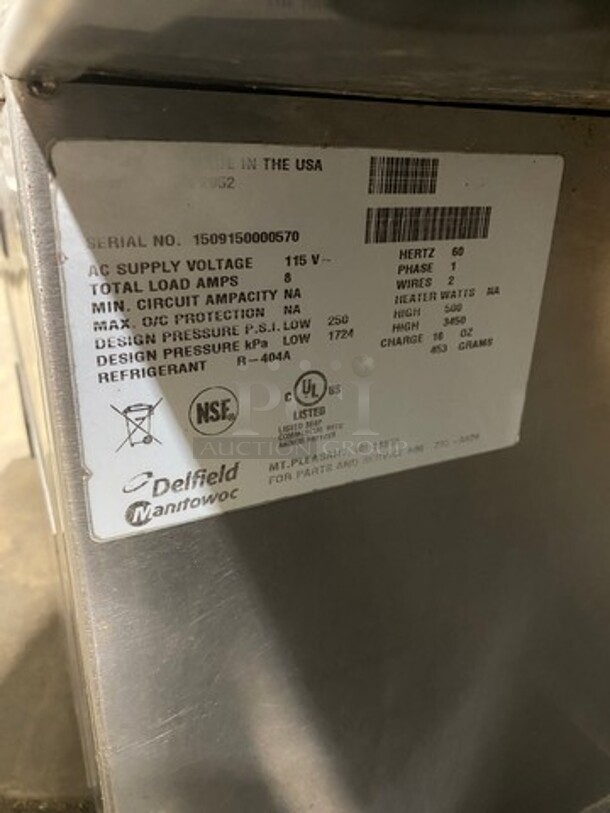 IN THE USA
SERIAL NO. 1509150000570
AC SUPPLY VOLTAGE 115 V~ HERTZ 60
TOTAL LOAD AMPS 8 PHASE 1
MIN. CIRCUIT AMPACITY NA WIRES 2
MAX. O/C PROTECTION NA HEATER WATTS NA
DESIGN PRESSURE P.S.I. LOW 250 HIGH 500
DESIGN PRESSURE kPa LOW 1724 HIGH 3450
REFRIGERANT R-404A CHARGE 16 OZ
453 GRAMS
NSF
C UL US
LISTED
AUCTION GROUP
Delfield
Manitowoc
MT. PLEASANT,
FOR PARTS AND SERVICE